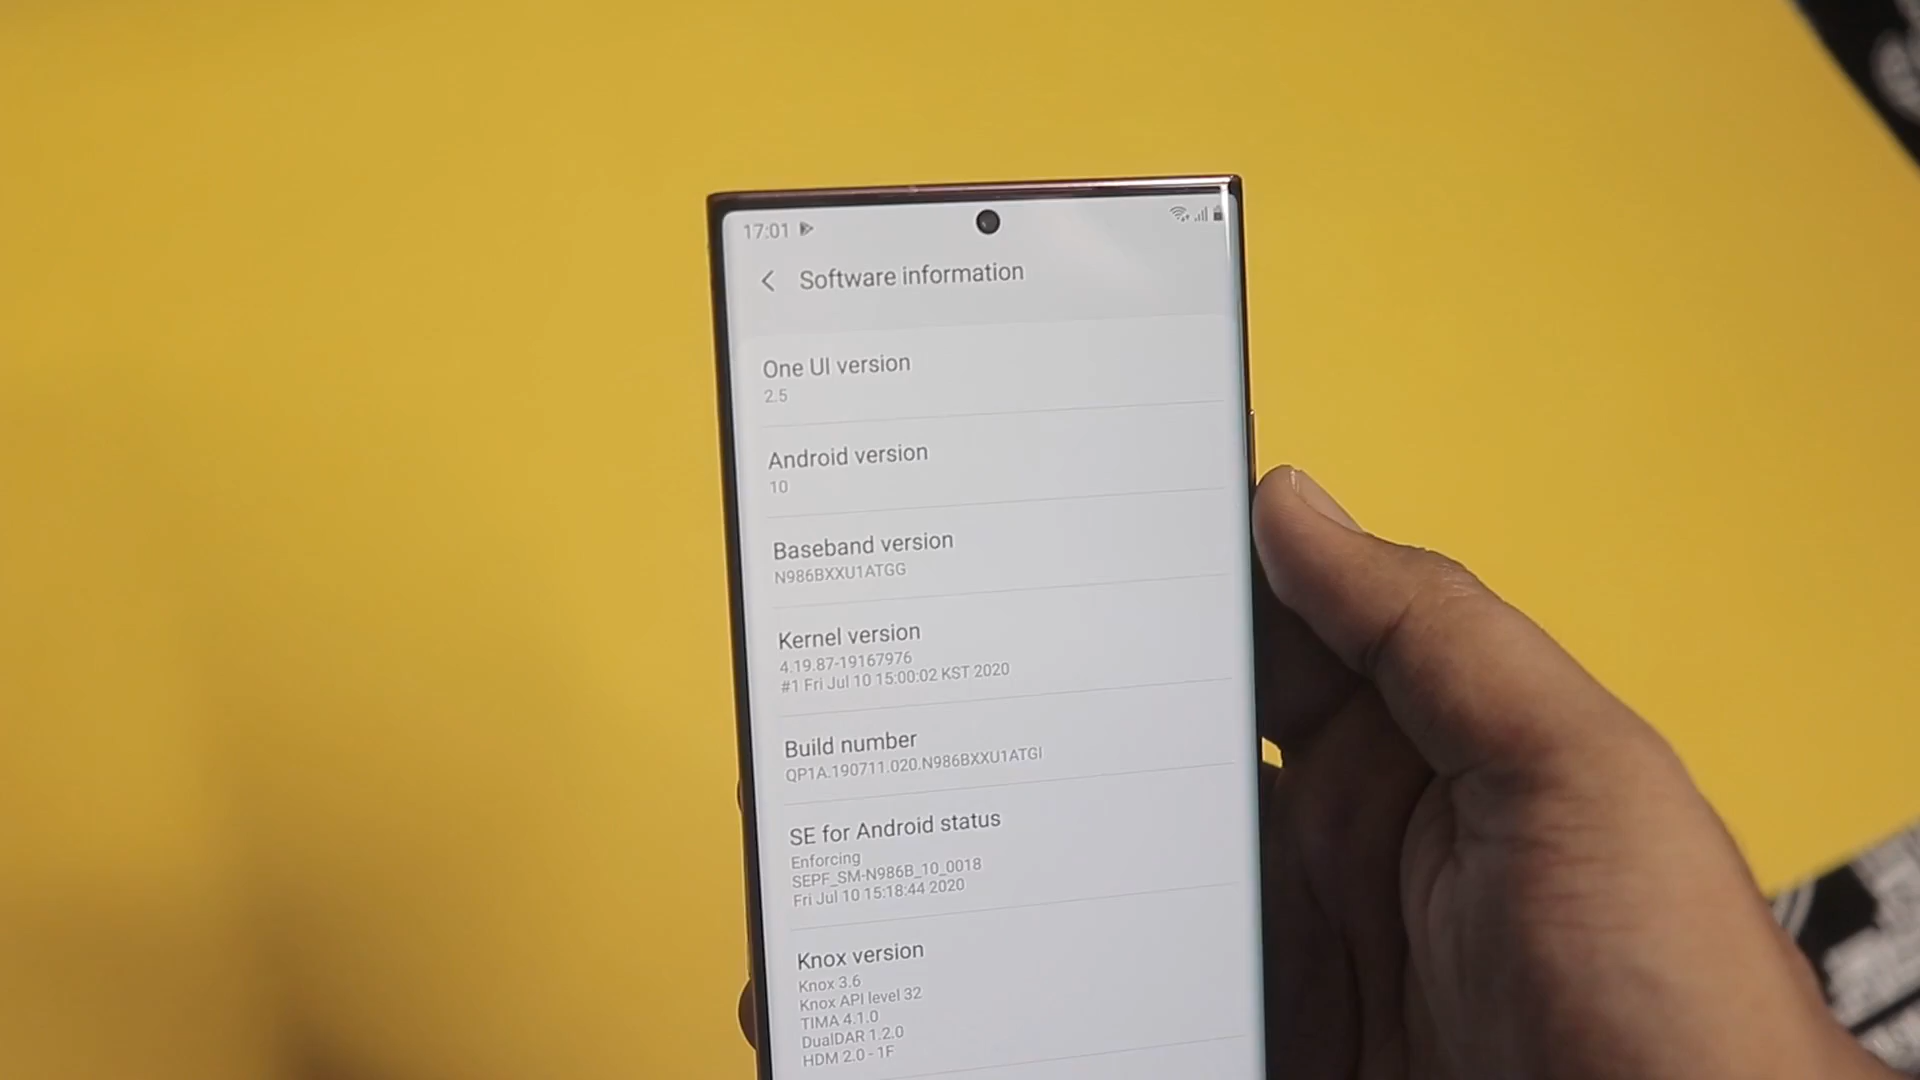 17:01
Software information
One UI version
2.5
Android version
10
Baseband version
N986BXXU1ATGG
Kernel version
4.19.87-19167976
#1 Fri Jul 10 15:00:02 KST 2020
Build number
QP1A.190711.020.N986BXXU1ATGI
SE for Android status
Enforcing
SEPF_SM-N986B_10_0018
Fri Jul 10 15:18:44 2020
Knox version
Knox 3.6
Knox API level 32
TIMA 4.1.0
DualDAR 1.2.0
HDM 2.0 - 1F